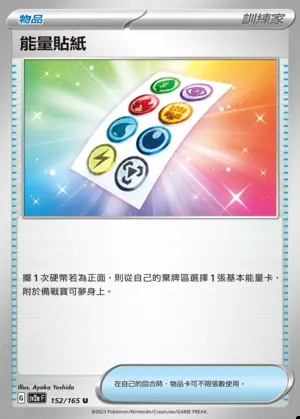 物品
訓練家
能量貼紙
擲1次硬幣若為正面,則從自己的棄牌區選擇1張基本能量卡,
附於備戰寶可夢身上。
Illus. Ayaka Yoshida
G sv2a F 152/165 U
在自己的回合時,物品卡可不限張數使用。
©2023 Pokémon/Nintendo/Creatures/GAME FREAK.